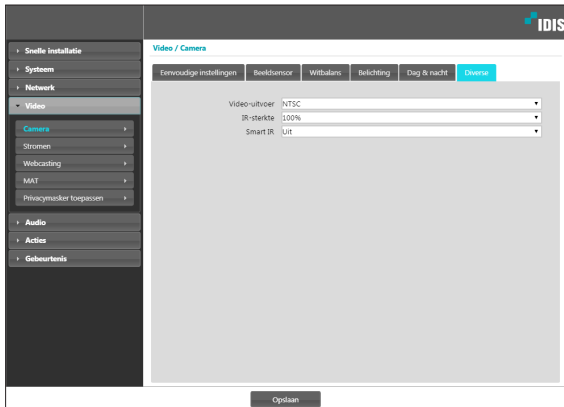 IDIS
Snelle installatie
Systeem
Netwerk
Video
Camera
Stromen
Webcasting
MAT
Privacymasker toepassen
Audio
Acties
Gebeurtenis
Video / Camera
Eenvoudige instellingen Beeldsensor Witbalans Belichting Dag & nacht Diverse
Video-uitvoer NTSC
IR-sterkte 100%
Smart IR Uit
Opslaan